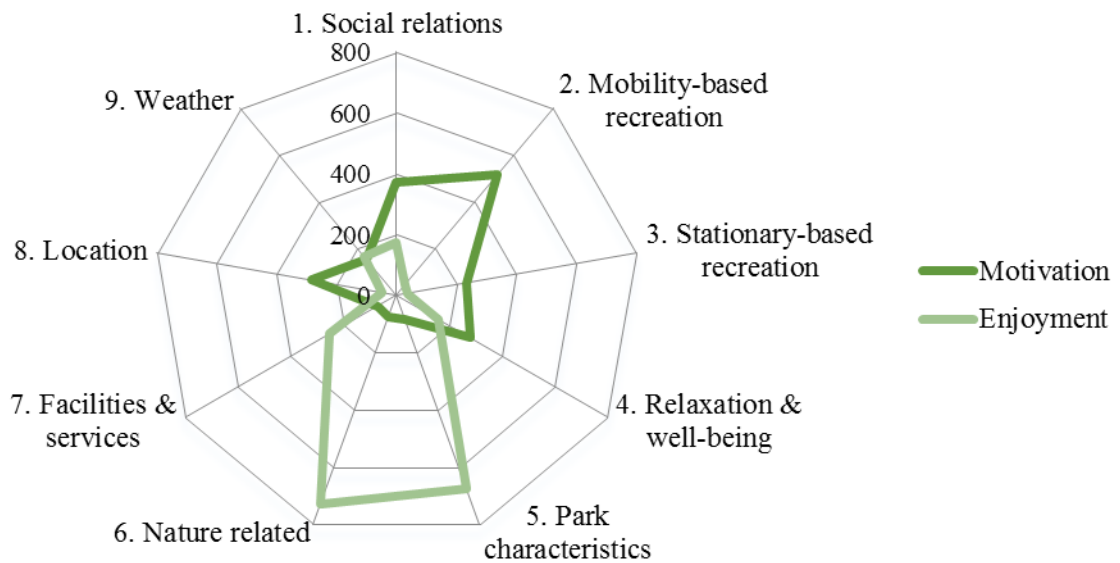 1. Social relations
800
600
400
200
0
2. Mobility-based
recreation
3. Stationary-based
recreation
4. Relaxation &
well-being
5. Park
characteristics
6. Nature related
7. Facilities &
services
8. Location
9. Weather
Motivation
Enjoyment